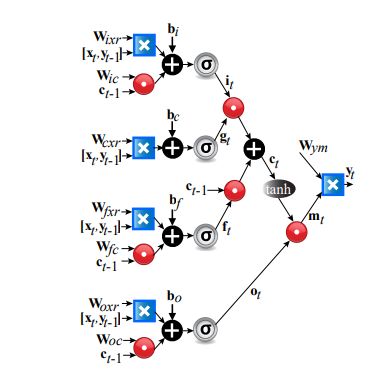 b_i
W_ixr
[x_t, y_t-1]
W_ic
c_t-1
σ
i_t
b_c
W_cxr
[x_t, y_t-1]
σ
g_t
W_ym
c_t
y_t
c_t-1
tanh
m_t
b_f
W_fxr
[x_t, y_t-1]
W_fc
c_t-1
σ
f_t
b_o
W_oxr
[x_t, y_t-1]
W_oc
c_t-1
σ
o_t